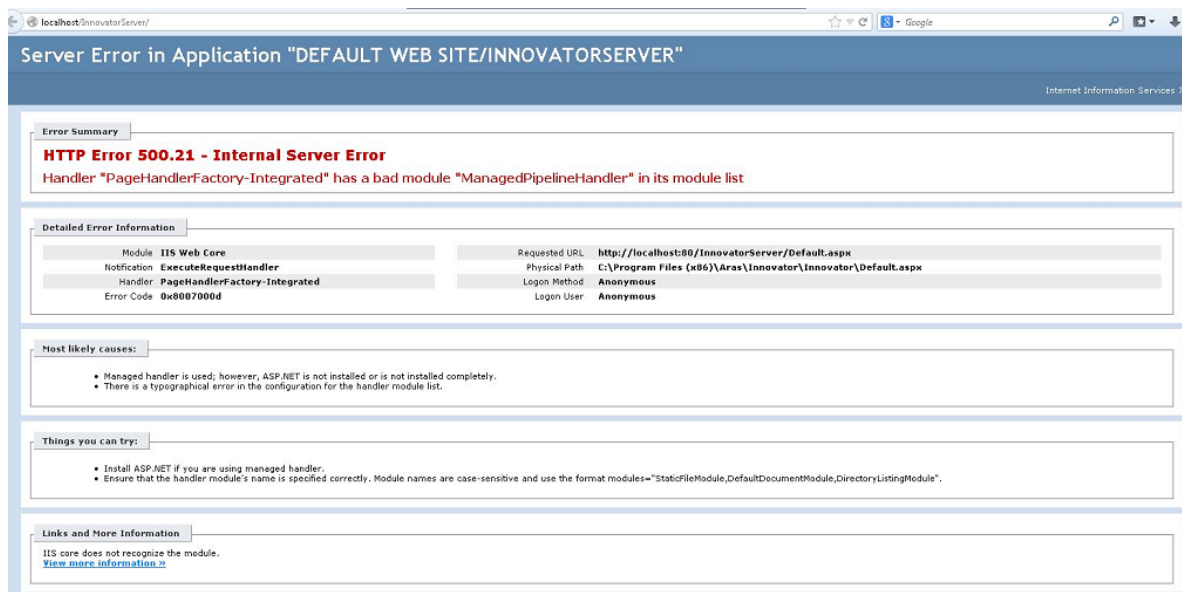 localhost/InnovatorServer/
Google
Server Error in Application "DEFAULT WEB SITE/INNOVATORSERVER"
Internet Information Services 7
Error Summary
HTTP Error 500.21 - Internal Server Error
Handler "PageHandlerFactory-Integrated" has a bad module "ManagedPipelineHandler" in its module list
Detailed Error Information
Module IIS Web Core
Notification ExecuteRequestHandler
Handler PageHandlerFactory-Integrated
Error Code 0x8007000d
Requested URL http://localhost:80/InnovatorServer/Default.aspx
Physical Path C:\Program Files (x86)\Aras\Innovator\Innovator\Default.aspx
Logon Method Anonymous
Logon User Anonymous
Most likely causes:
• Managed handler is used; however, ASP.NET is not installed or is not installed completely.
• There is a typographical error in the configuration for the handler module list.
Things you can try:
• Install ASP.NET if you are using managed handler.
• Ensure that the handler module's name is specified correctly. Module names are case-sensitive and use the format modules="StaticFileModule,DefaultDocumentModule,DirectoryListingModule".
Links and More Information
IIS core does not recognize the module.
View more information »